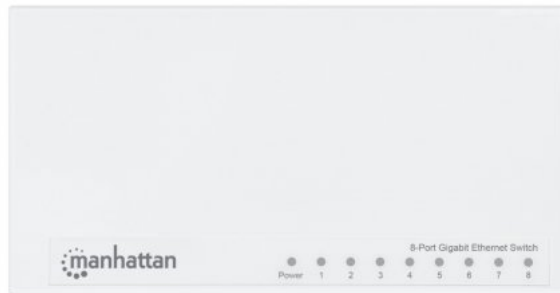 8-Port Gigabit Ethernet Switch
manhattan
Power 1 2 3 4 5 6 7 8